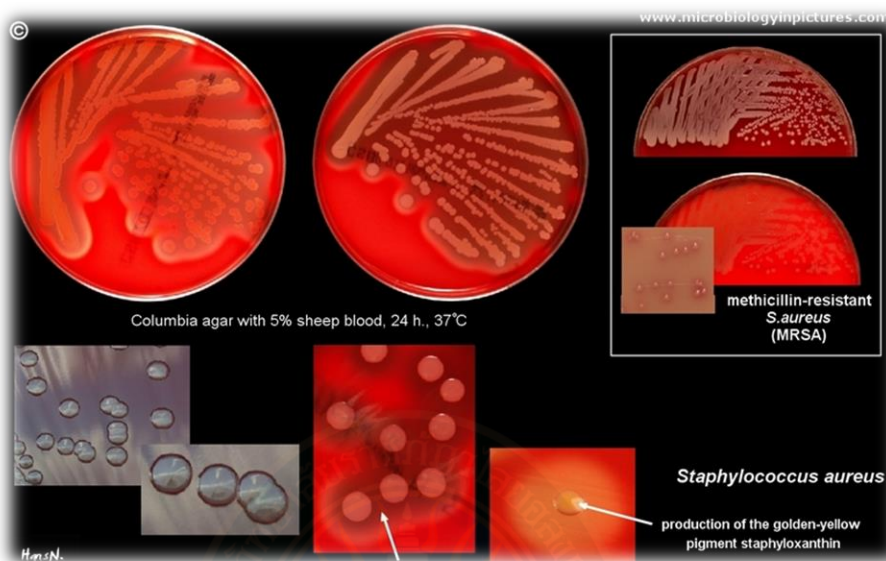 www.microbiologyinpictures.com
©
methicillin-resistant
S.aureus
(MRSA)
Columbia agar with 5% sheep blood, 24 h., 37°C
Staphylococcus aureus
production of the golden-yellow
pigment staphyloxanthin
HansN.